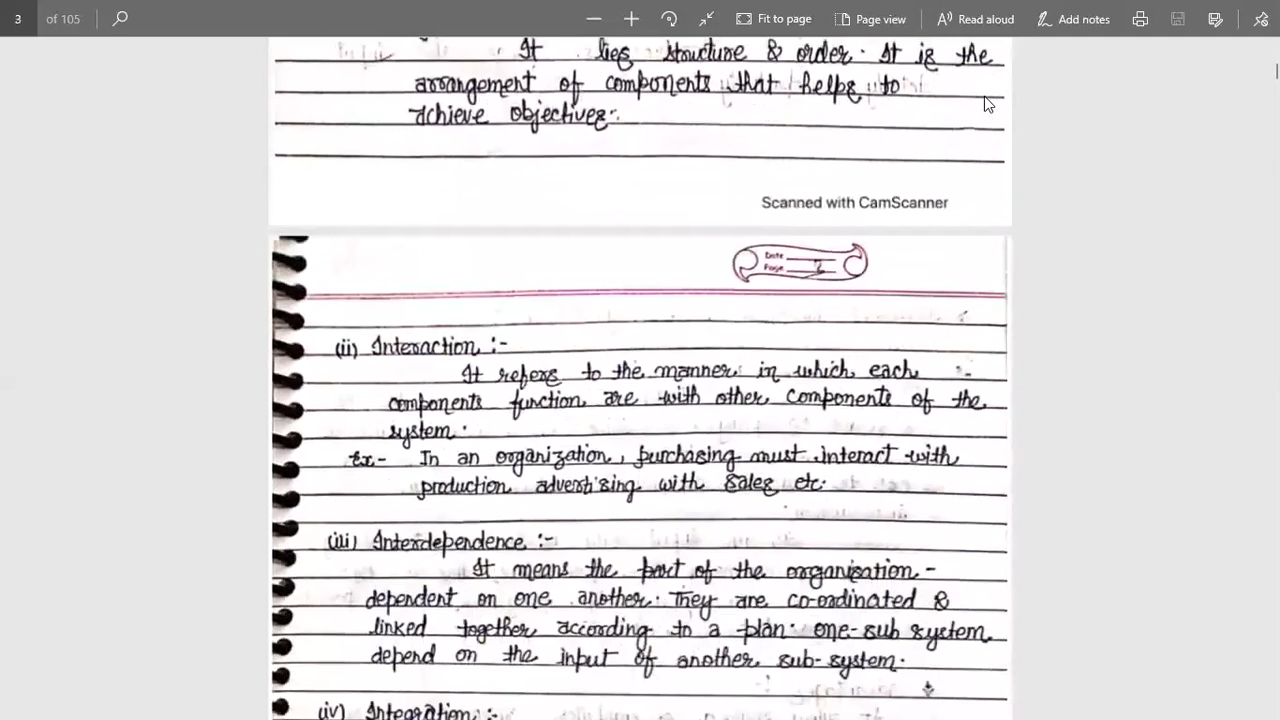 3 of 105 Fit to page Page view Read aloud Add notes
It lies structure & order. It is the
arrangement of components that helps to
achieve objectives.
Scanned with CamScanner
Date
Page 2
(ii) Interaction :-
It refers to the manner in which each
components function are with other components of the
system.
Ex- In an organization, purchasing must interact with
production advertising with sales etc.
(iii) Interdependence :-
It means the part of the organisation-
dependent on one another. They are co-ordinated &
linked together according to a plan. one-sub system
depend on the input of another sub-system.
(iv) Integration :-